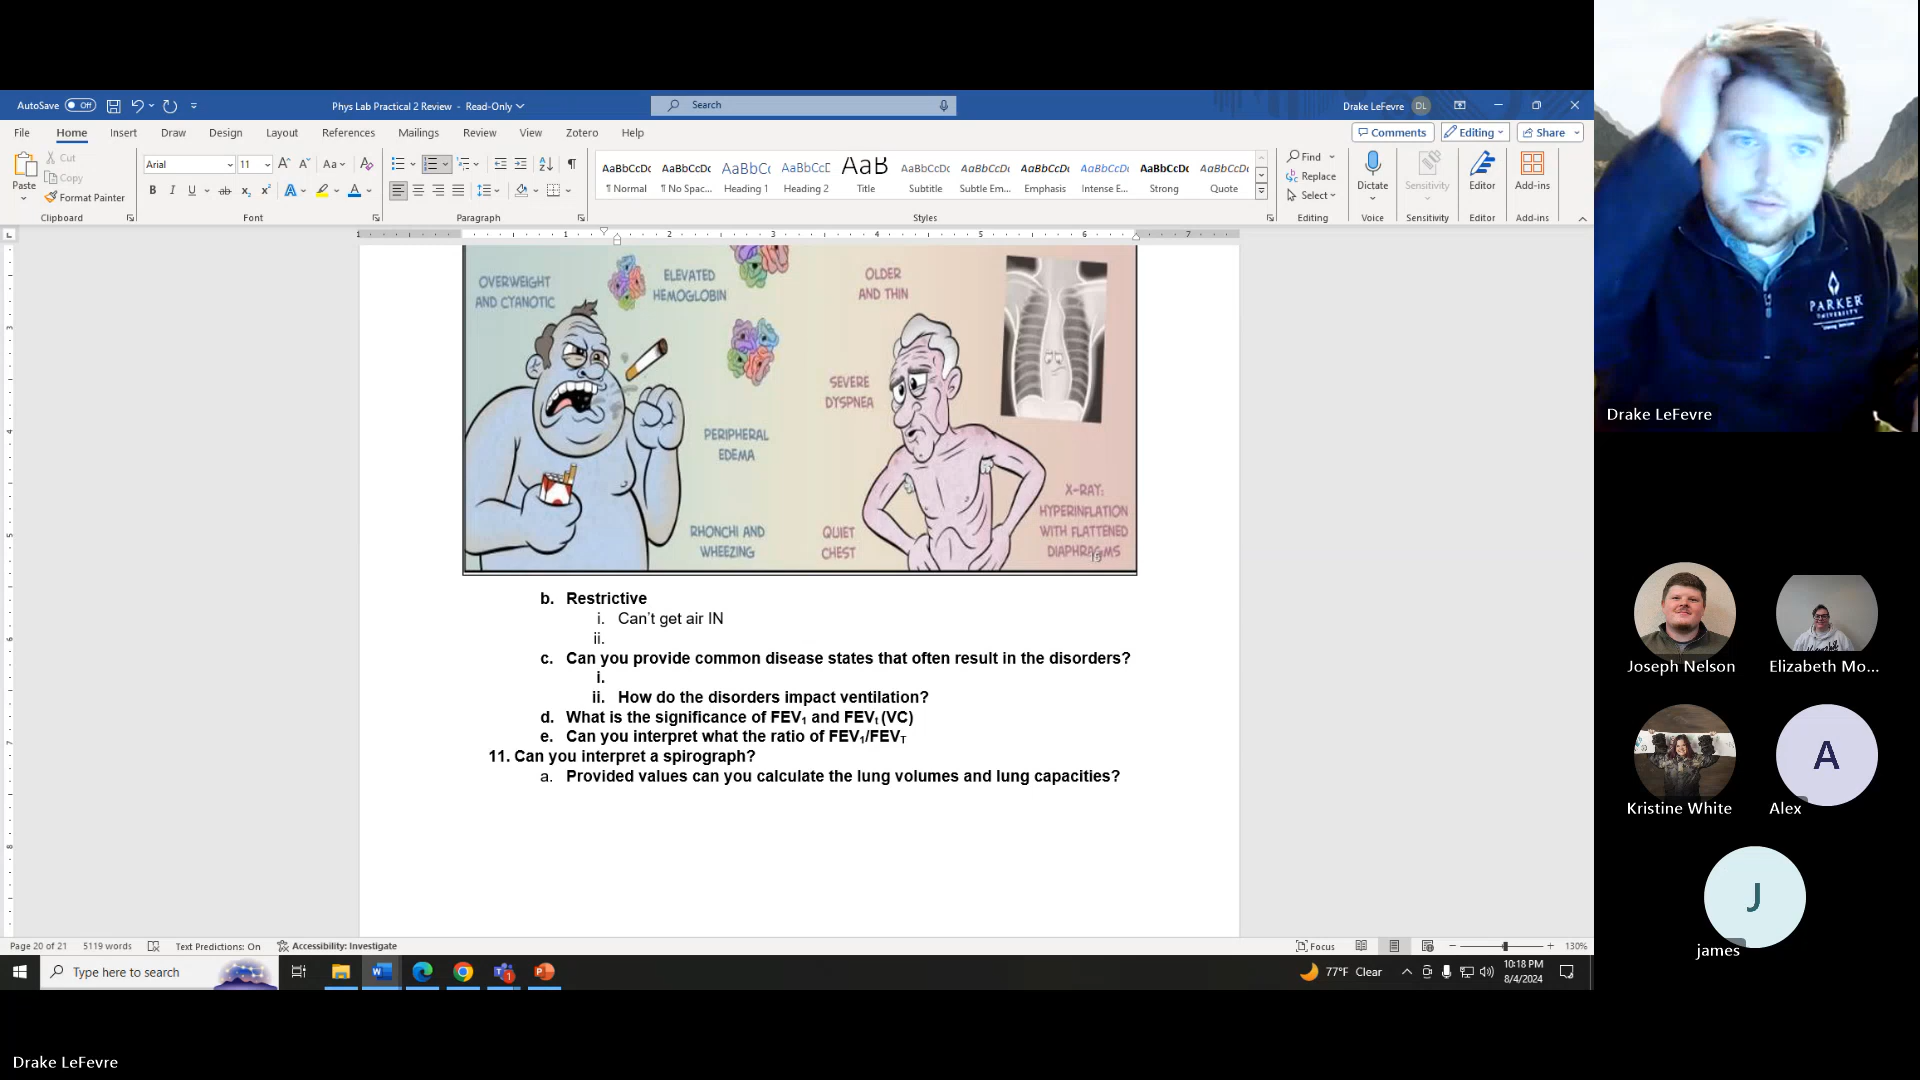 AutoSave Off
Phys Lab Practical 2 Review - Read-Only
Search
Drake LeFevre DL
File Home Insert Draw Design Layout References Mailings Review View Zotero Help
Comments Editing Share
Paste
Cut
Copy
Format Painter
Clipboard
Arial 11
Font
Paragraph
AaBbCcDc AaBbCcDc AaBbCc AaBbCcD AaB AaBbCcDc AaBbCcDc AaBbCcDc AaBbCcDc AaBbCcDc AaBbCcDc
¶ Normal ¶ No Spac... Heading 1 Heading 2 Title Subtitle Subtle Em... Emphasis Intense E... Strong Quote
Styles
Find
Replace
Select
Editing
Dictate
Voice
Sensitivity
Sensitivity
Editor
Editor
Add-ins
Add-ins
OVERWEIGHT
AND CYANOTIC
ELEVATED
HEMOGLOBIN
OLDER
AND THIN
SEVERE
DYSPNEA
PERIPHERAL
EDEMA
RHONCHI AND
WHEEZING
QUIET
CHEST
X-RAY:
HYPERINFLATION
WITH FLATTENED
DIAPHRAGMS
b. Restrictive
i. Can't get air IN
ii.
c. Can you provide common disease states that often result in the disorders?
i.
ii. How do the disorders impact ventilation?
d. What is the significance of FEV₁ and FEVₜ (VC)
e. Can you interpret what the ratio of FEV₁/FEVT
11. Can you interpret a spirograph?
a. Provided values can you calculate the lung volumes and lung capacities?
Page 20 of 21 5119 words Text Predictions: On Accessibility: Investigate
Focus 130%
Type here to search
77°F Clear
10:18 PM
8/4/2024
PARKER
UNIVERSITY
Drake LeFevre
Joseph Nelson
Elizabeth Mo...
Kristine White
A
Alex
J
james
Drake LeFevre